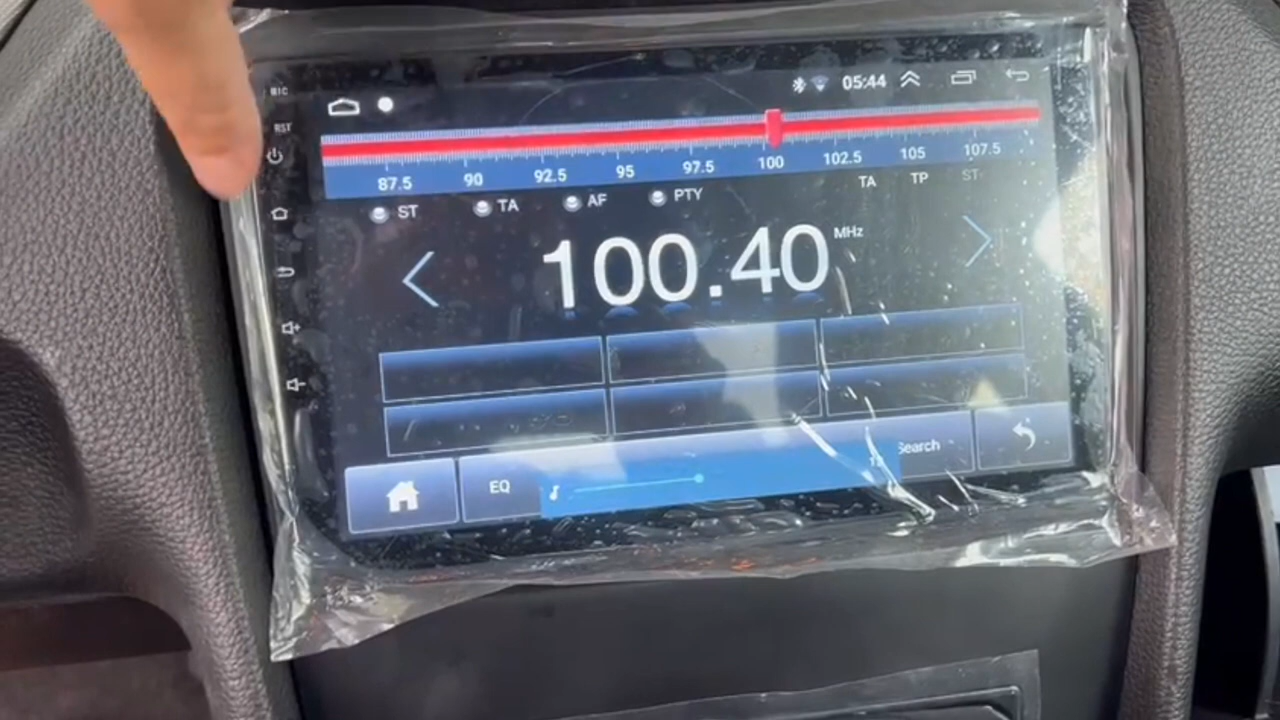 MIC
RST
05:44
87.5 90 92.5 95 97.5 100 102.5 105 107.5
TA TP ST
ST TA AF PTY
100.40 MHz
EQ
Search